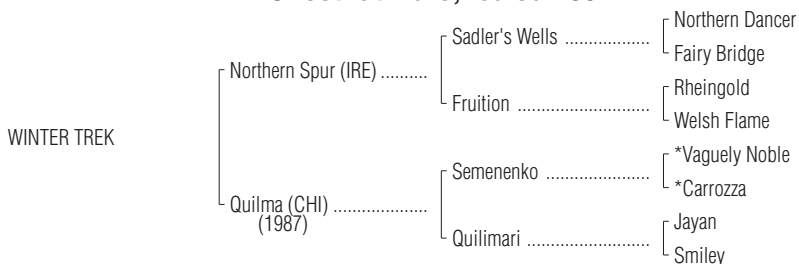 Northern Dancer
Sadler's Wells ..................
Fairy Bridge
Northern Spur (IRE) ..........
Rheingold
Fruition ............................
Welsh Flame
WINTER TREK
*Vaguely Noble
Semenenko ......................
*Carrozza
Quilma (CHI) ....................
(1987)
Jayan
Quilimari ..........................
Smiley